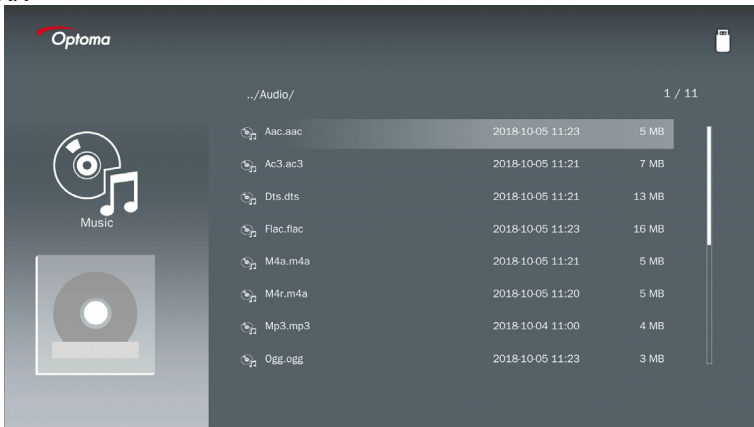 Optoma
../Audio/ 1 / 11
Aac.aac 2018-10-05 11:23 5 MB
Ac3.ac3 2018-10-05 11:21 7 MB
Dts.dts 2018-10-05 11:21 13 MB
Flac.flac 2018-10-05 11:23 16 MB
M4a.m4a 2018-10-05 11:21 5 MB
M4r.m4a 2018-10-05 11:20 5 MB
Mp3.mp3 2018-10-04 11:00 4 MB
Ogg.ogg 2018-10-05 11:23 3 MB
Music